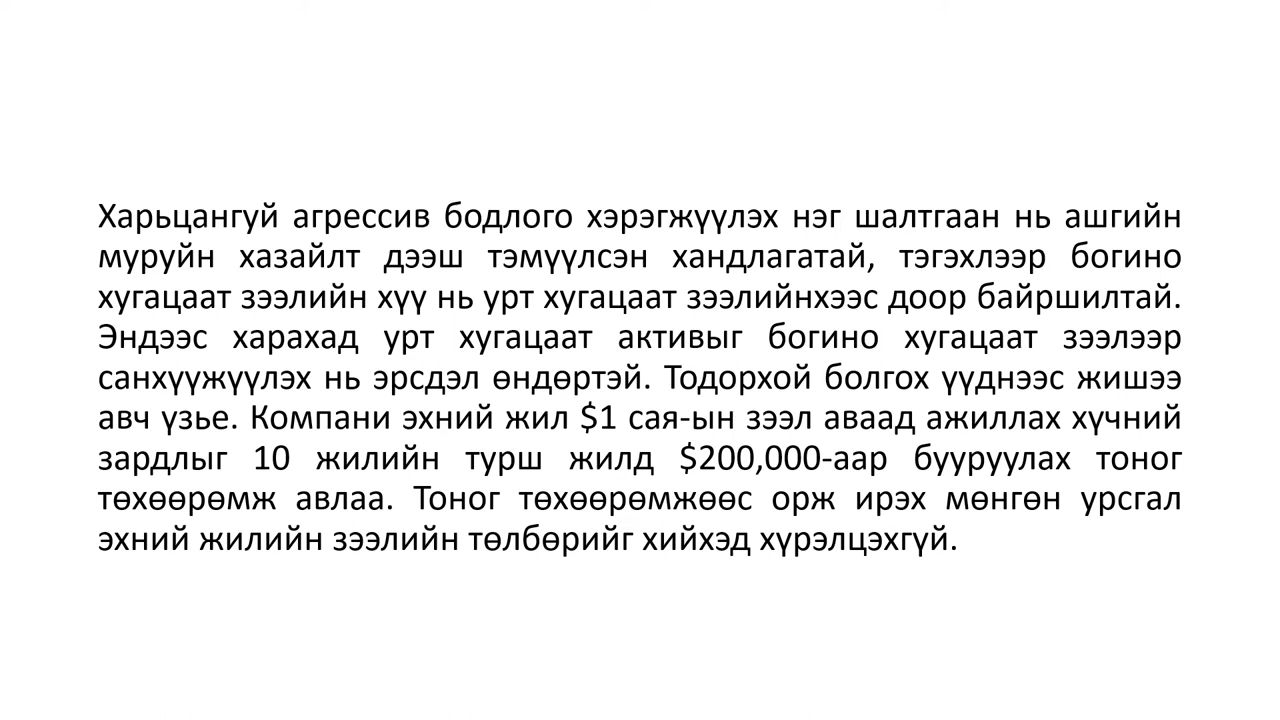 Харьцангуй агрессив бодлого хэрэгжүүлэх нэг шалтгаан нь ашгийн
муруйн хазайлт дээш тэмүүлсэн хандлагатай, тэгэхлээр богино
хугацаат зээлийн хүү нь урт хугацаат зээлийнхээс доор байршилтай.
Эндээс харахад урт хугацаат активыг богино хугацаат зээлээр
санхүүжүүлэх нь эрсдэл өндөртэй. Тодорхой болгох үүднээс жишээ
авч үзье. Компани эхний жил $1 сая-ын зээл аваад ажиллах хүчний
зардлыг 10 жилийн турш жилд $200,000-аар бууруулах тоног
төхөөрөмж авлаа. Тоног төхөөрөмжөөс орж ирэх мөнгөн урсгал
эхний жилийн зээлийн төлбөрийг хийхэд хүрэлцэхгүй.